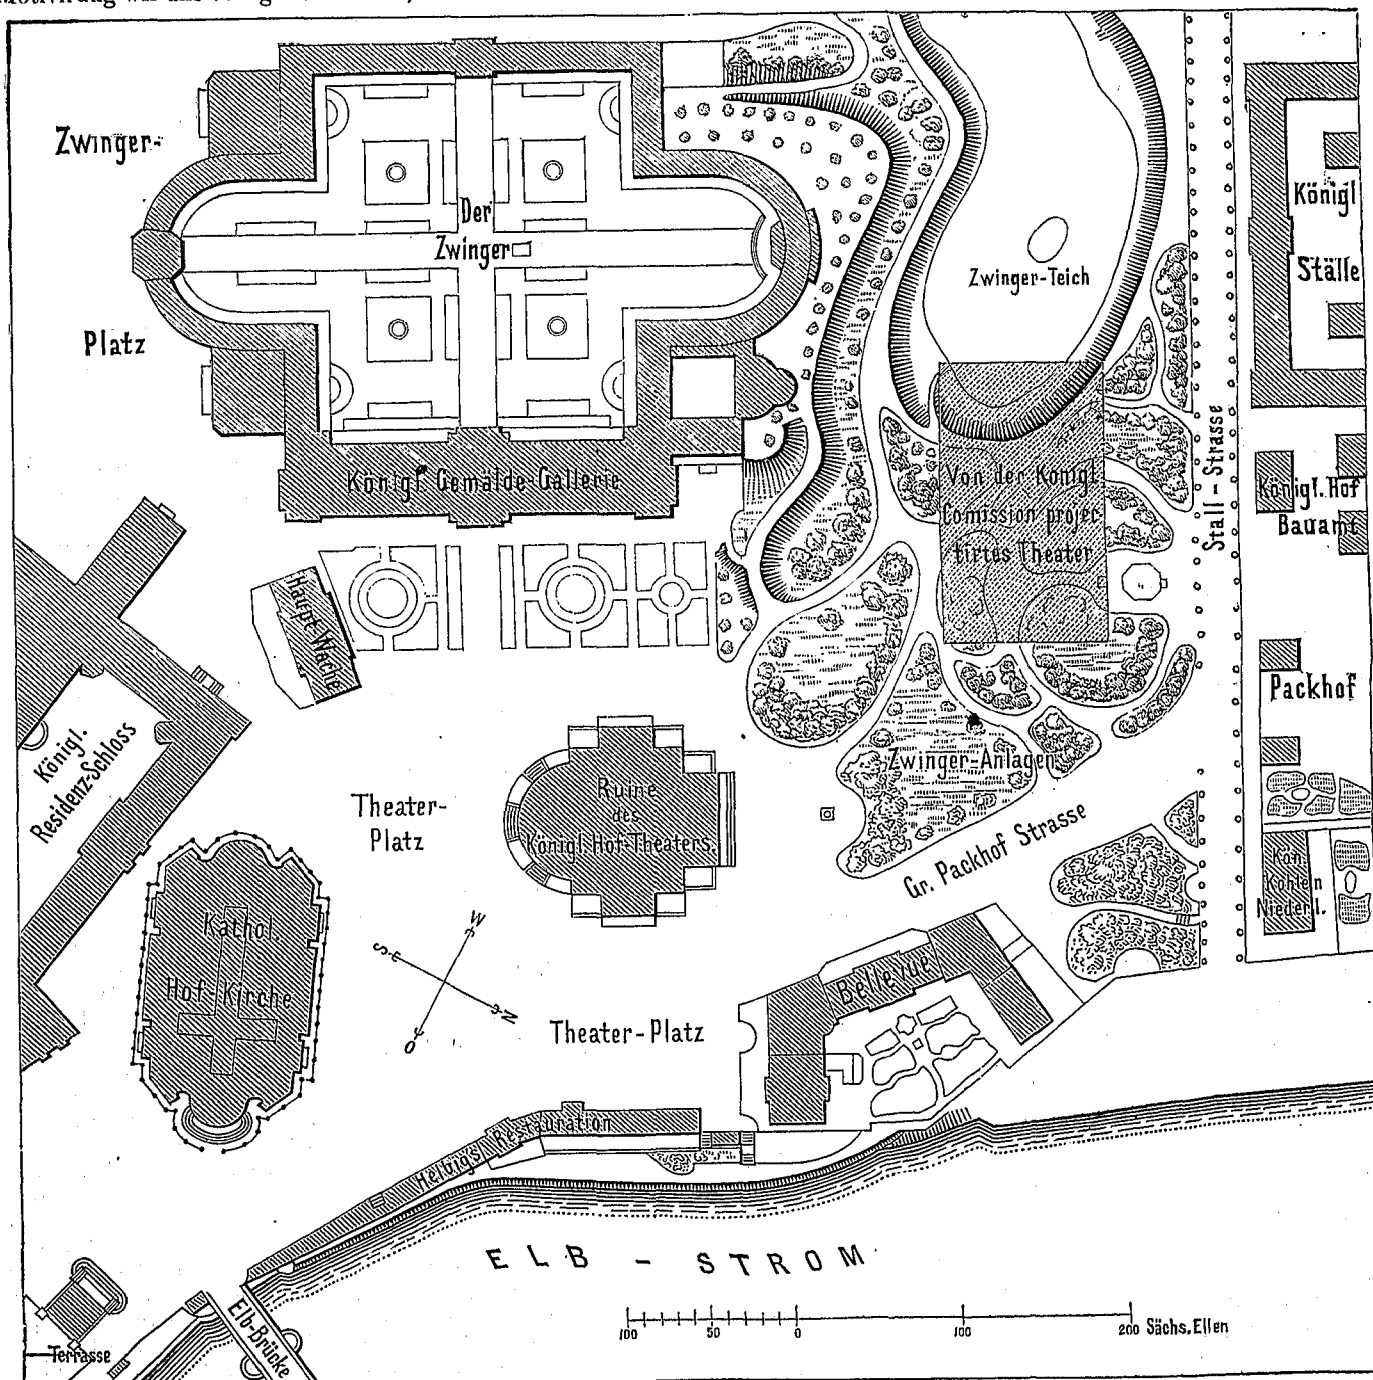 Zwinger-
Platz
Der
Zwinger
Zwinger-Teich
Königl
Ställe
Stall-Strasse
Königl. Gemälde-Gallerie
Von der Königl
Comission projec
tirtes Theater
Königl. Hof
Bauamt
Haupt Wache
Packhof
Königl.
Residenz-Schloss
Zwinger-Anlagen
Theater-
Platz
Ruine
des
Königl. Hof-Theaters
Gr. Packhof Strasse
Kön.
Kohlen
Niederl.
Kathol.
Hof Kirche
W
S
N
O
Bellevue
Theater-Platz
Helbig's Restauration
ELB - STROM
Elb-Brücke
Terrasse
100 50 0 100 200 Sächs. Ellen